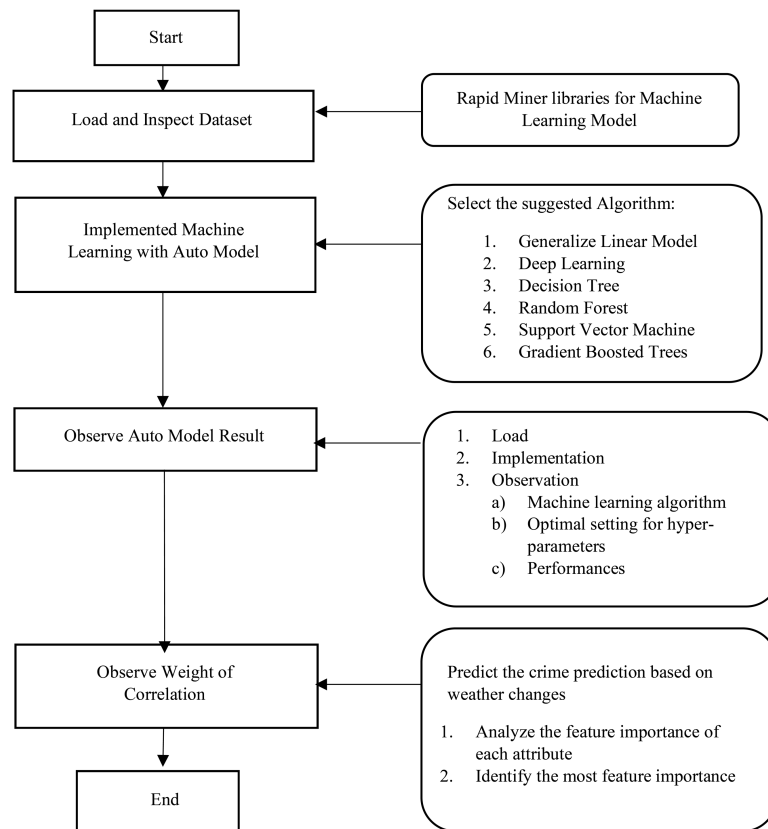 Start
Load and Inspect Dataset
Rapid Miner libraries for Machine
Learning Model
Implemented Machine
Learning with Auto Model
Select the suggested Algorithm:
1. Generalize Linear Model
2. Deep Learning
3. Decision Tree
4. Random Forest
5. Support Vector Machine
6. Gradient Boosted Trees
Observe Auto Model Result
1. Load
2. Implementation
3. Observation
a) Machine learning algorithm
b) Optimal setting for hyper-
parameters
c) Performances
Observe Weight of
Correlation
Predict the crime prediction based on
weather changes
1. Analyze the feature importance of
each attribute
2. Identify the most feature importance
End